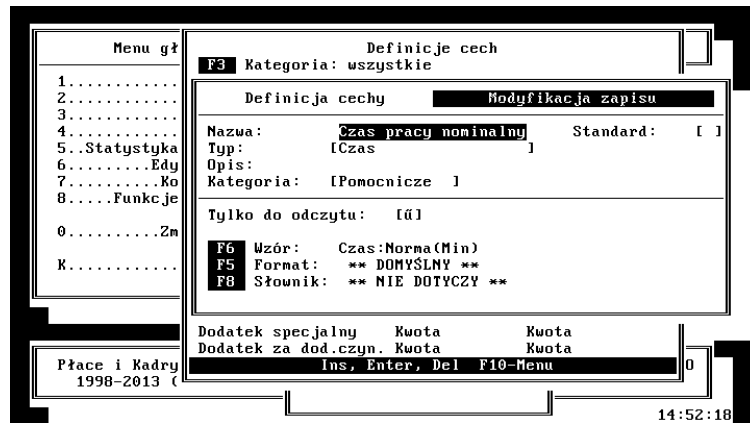 Menu gł
1............
2............
3............
4............
5..Statystyka
6.........Edy
7..........Ko
8.....Funkcje
0..........Zm
K............
Definicje cech
F3 Kategoria: wszystkie
Definicja cechy Modyfikacja zapisu
Nazwa: Czas pracy nominalny Standard: [ ]
Typ: [Czas ]
Opis:
Kategoria: [Pomocnicze ]
Tylko do odczytu: [ű]
F6 Wzór: Czas:Norma(Min)
F5 Format: ** DOMYŚLNY **
F8 Słownik: ** NIE DOTYCZY **
Dodatek specjalny Kwota Kwota
Dodatek za dod.czyn. Kwota Kwota
Ins, Enter, Del F10-Menu
Płace i Kadry O
1998-2013 (
14:52:18